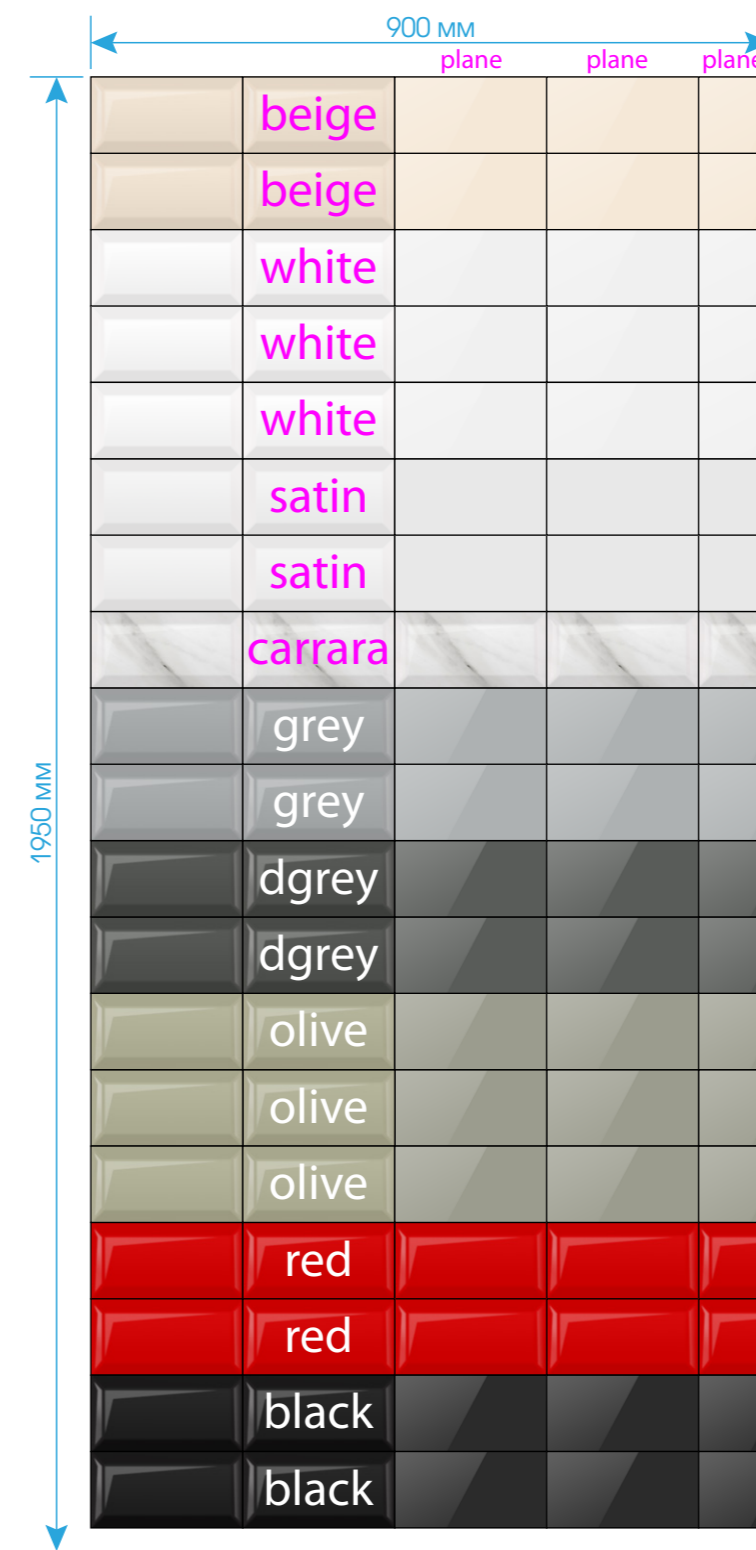 900 мм
plane plane plane
beige
beige
white
white
white
satin
satin
carrara
grey
grey
dgrey
dgrey
olive
olive
olive
red
red
black
black
1950 мм